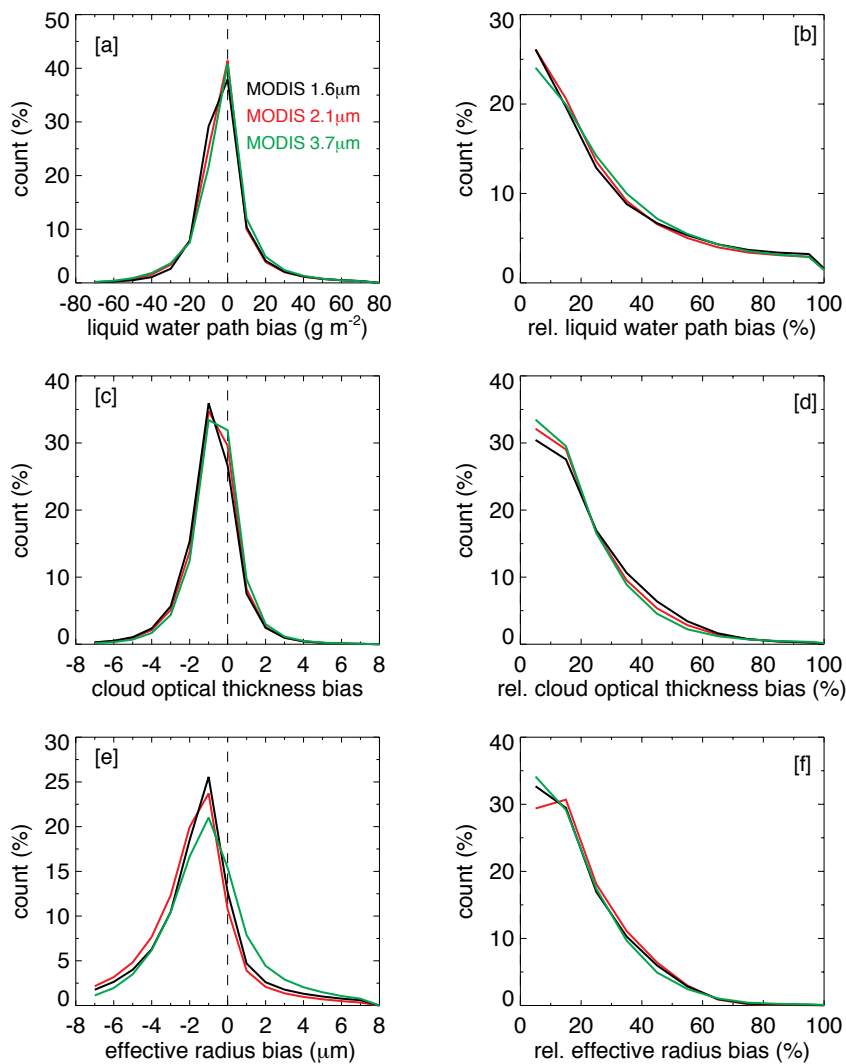 [a]
MODIS 1.6μm
MODIS 2.1μm
MODIS 3.7μm
count (%)
50
40
30
20
10
0
-80 -60 -40 -20 0 20 40 60 80
liquid water path bias (g m⁻²)
[b]
count (%)
30
20
10
0
0 20 40 60 80 100
rel. liquid water path bias (%)
[c]
count (%)
40
30
20
10
0
-8 -6 -4 -2 0 2 4 6 8
cloud optical thickness bias
[d]
count (%)
40
30
20
10
0
0 20 40 60 80 100
rel. cloud optical thickness bias (%)
[e]
count (%)
25
20
15
10
5
0
-8 -6 -4 -2 0 2 4 6 8
effective radius bias (μm)
[f]
count (%)
40
30
20
10
0
0 20 40 60 80 100
rel. effective radius bias (%)